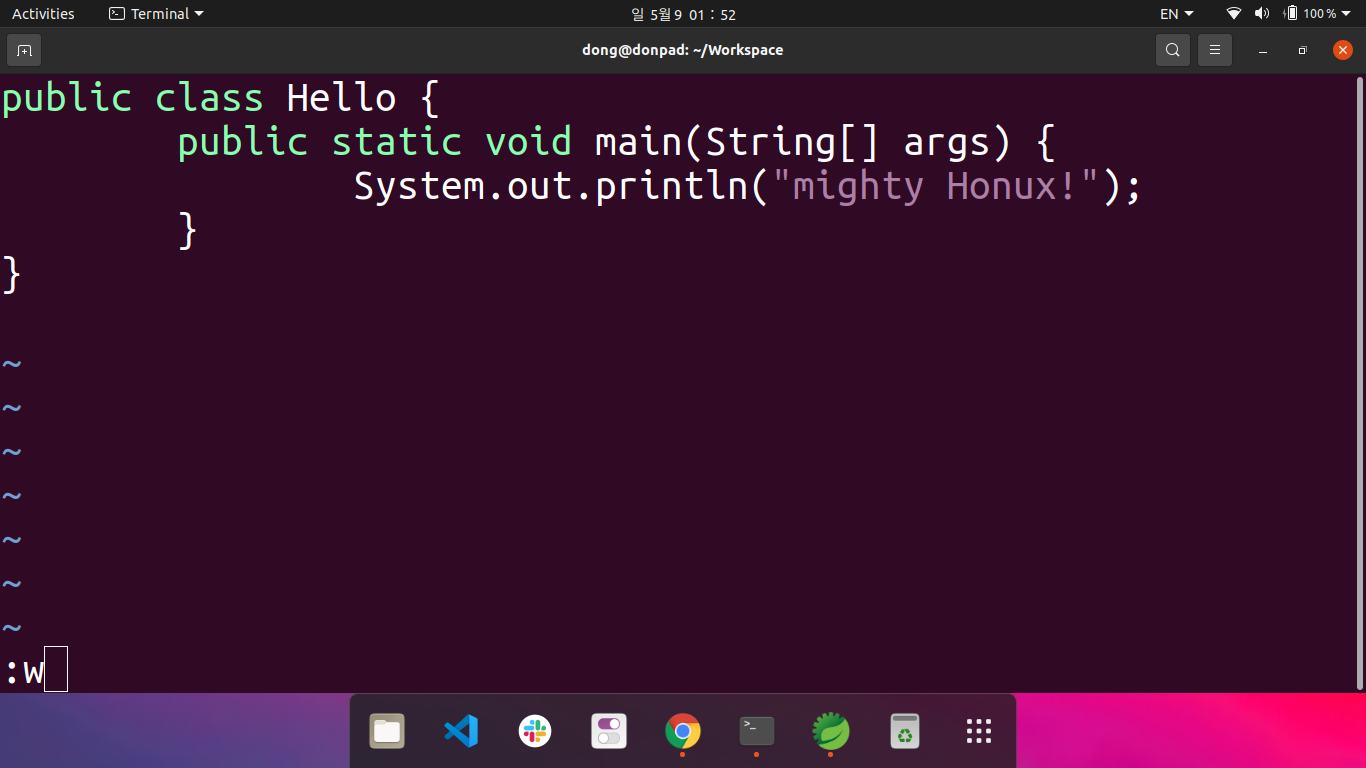 Activities Terminal 일 5월 9 01 : 52 EN 100 %
dong@donpad: ~/Workspace
public class Hello {
        public static void main(String[] args) {
                System.out.println("mighty Honux!");
        }
}
~
~
~
~
~
~
~
:w